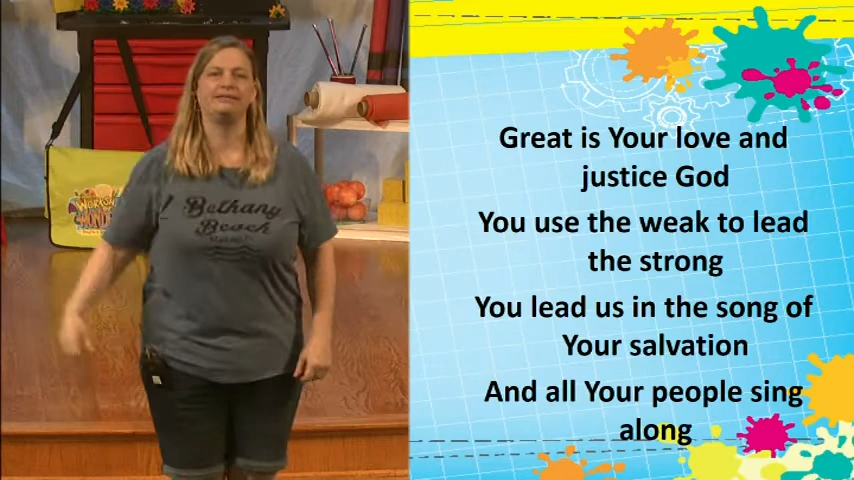 Bethany
Beach
Great is Your love and
justice God
You use the weak to lead
the strong
You lead us in the song of
Your salvation
And all Your people sing
along